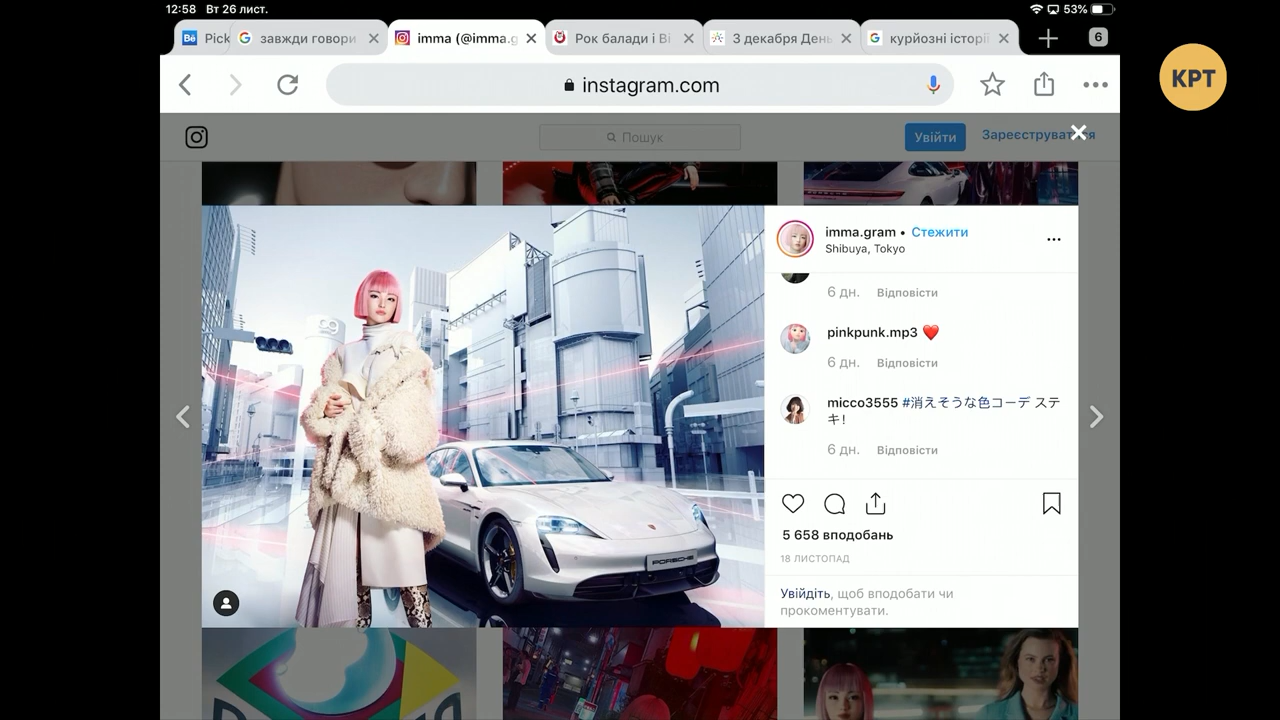 12:58 Вт 26 лист.
53%
Pick
завжди говори
imma (@imma.g
Рок балади і Ві
3 декабря День
курйозні історії
6
instagram.com
КРТ
Пошук
Увійти
Зареєструватися
imma.gram • Стежити
Shibuya, Tokyo
6 дн. Відповісти
pinkpunk.mp3 ❤️
6 дн. Відповісти
micco3555 #消えそうな色コーデ ステ
キ!
6 дн. Відповісти
5 658 вподобань
18 ЛИСТОПАД
Увійдіть, щоб вподобати чи
прокоментувати.
PORSCHE